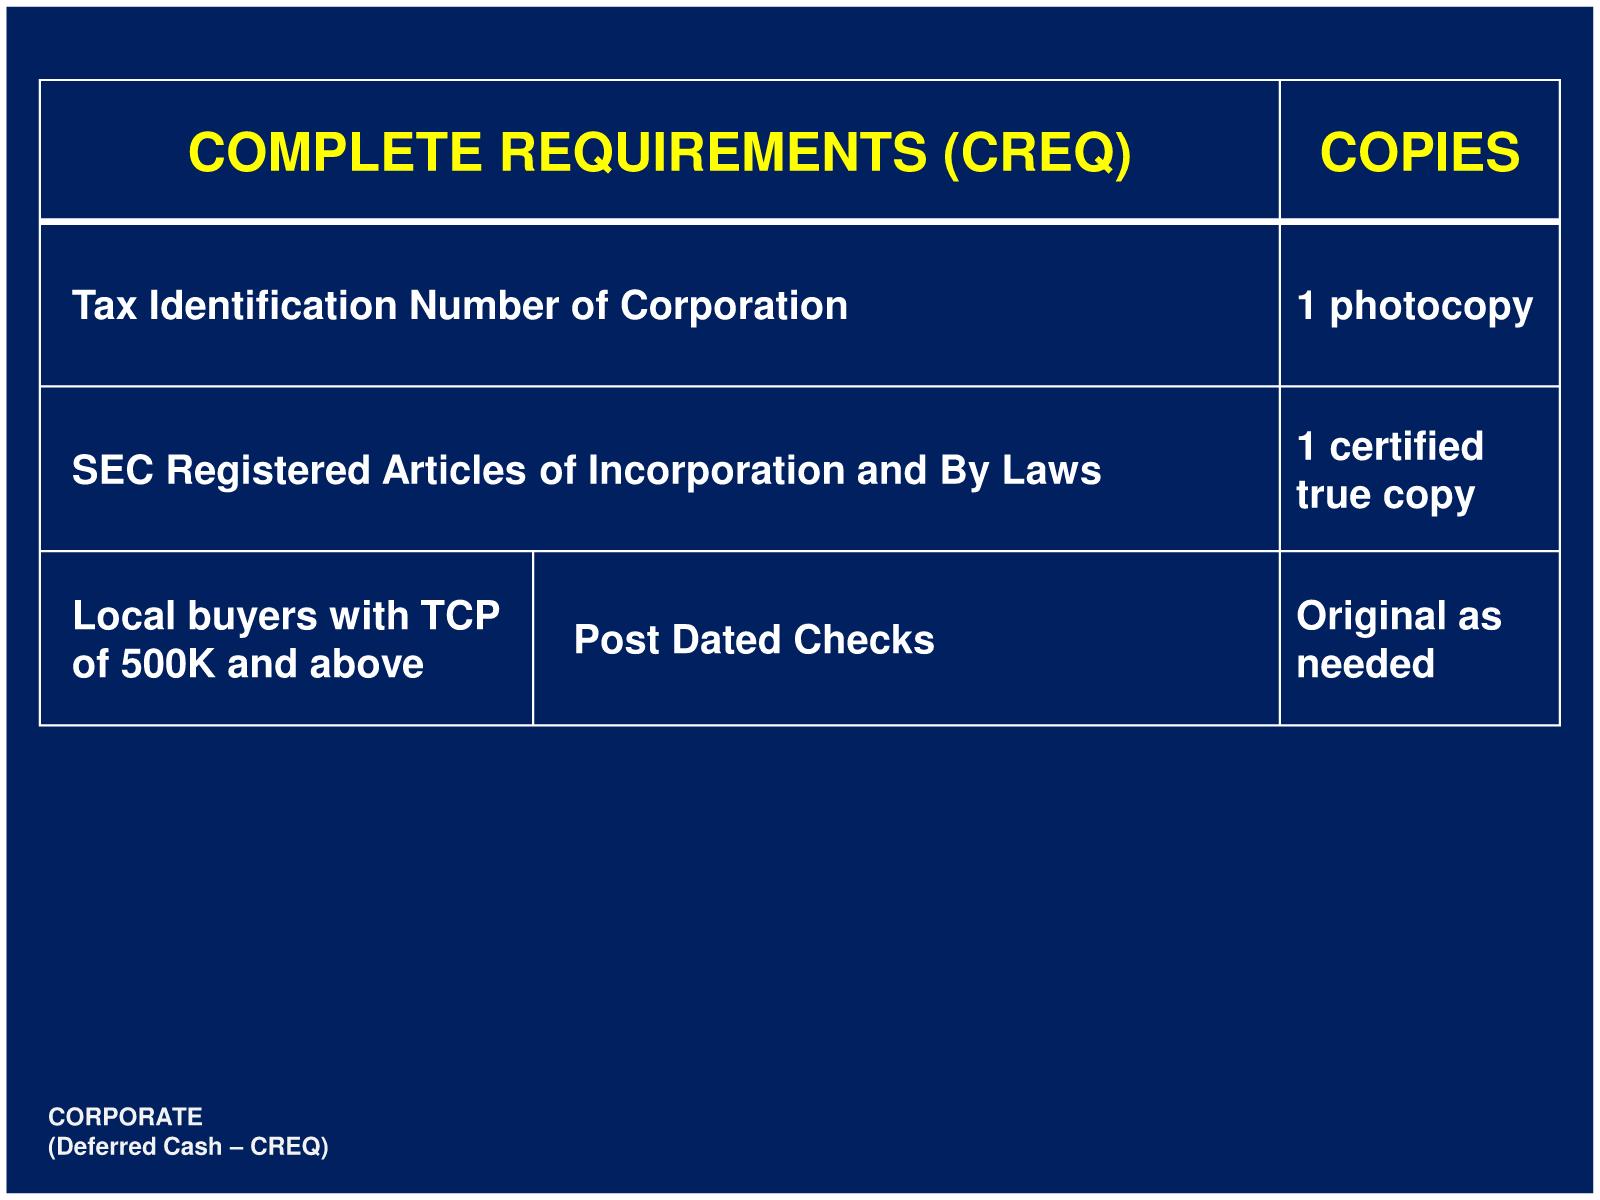 COMPLETE REQUIREMENTS (CREQ) COPIES
Tax Identification Number of Corporation 1 photocopy
SEC Registered Articles of Incorporation and By Laws
1 certified
true copy
Local buyers with TCP
of 500K and above
Post Dated Checks
Original as
needed
CORPORATE
(Deferred Cash – CREQ)